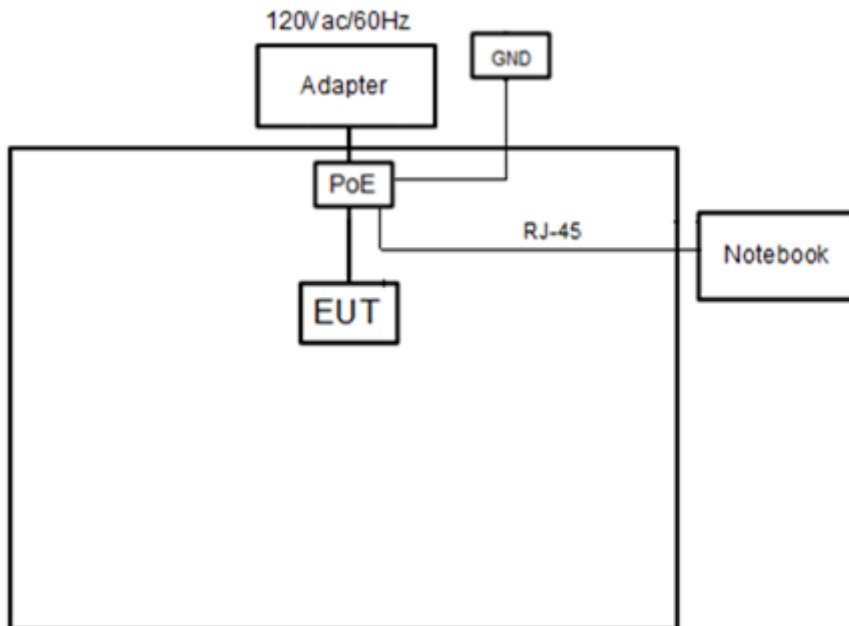 120Vac/60Hz
Adapter
GND
PoE
RJ-45
Notebook
EUT